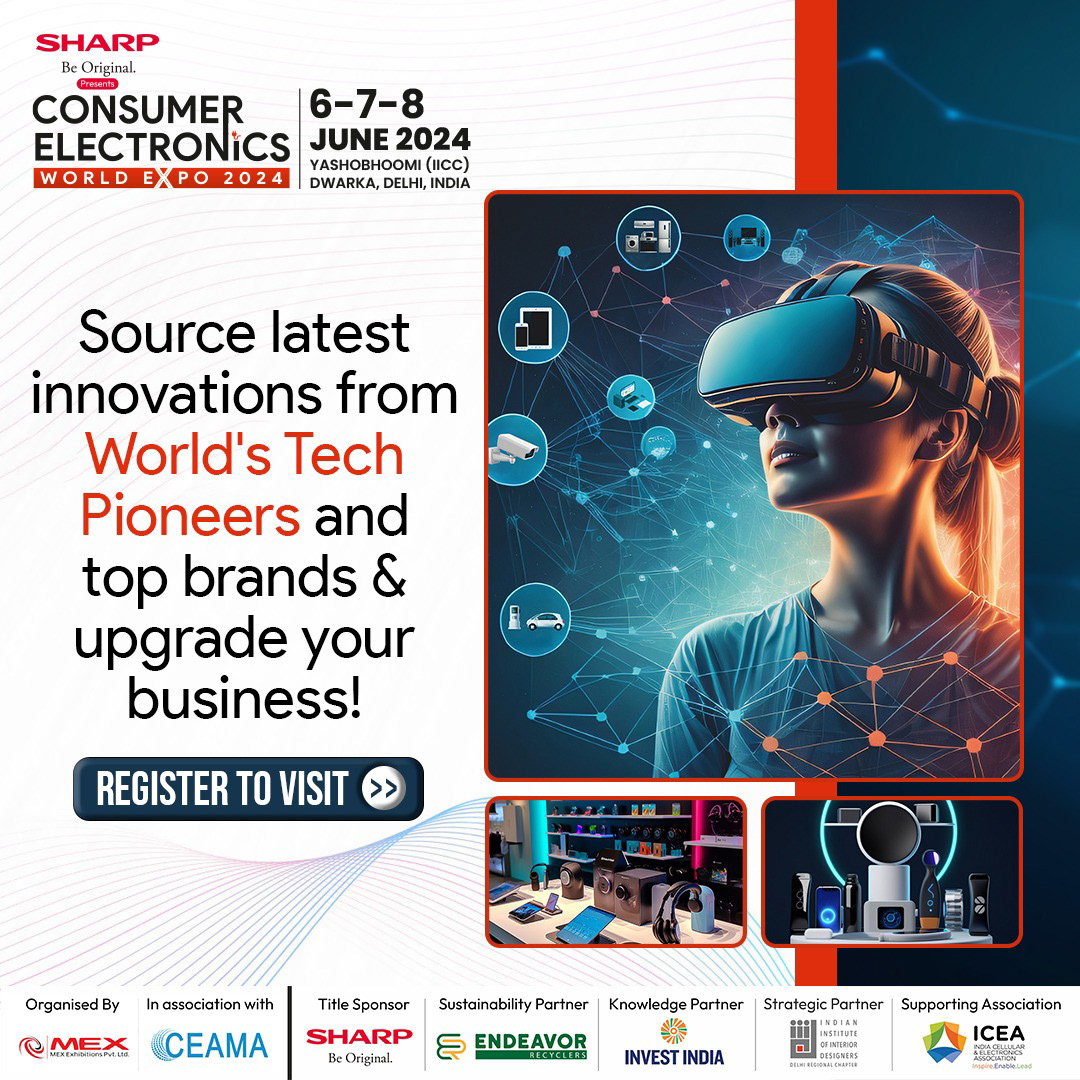 SHARP
Be Original.
Presents
CONSUMER
ELECTRONICS
WORLD EXPO 2024
6-7-8
JUNE 2024
YASHOBHOOMI (IICC)
DWARKA, DELHI, INDIA
Source latest
innovations from
World's Tech
Pioneers and
top brands &
upgrade your
business!
REGISTER TO VISIT >>
Organised By
MEX
MEX Exhibitions Pvt. Ltd.
In association with
CEAMA
Title Sponsor
SHARP
Be Original.
Sustainability Partner
ENDEAVOR
RECYCLERS
Knowledge Partner
INVEST INDIA
Strategic Partner
INDIAN
INSTITUTE
OF INTERIOR
DESIGNERS
DELHI REGIONAL CHAPTER
Supporting Association
ICEA
INDIA CELLULAR
& ELECTRONICS
ASSOCIATION
Inspire.Enable.Lead